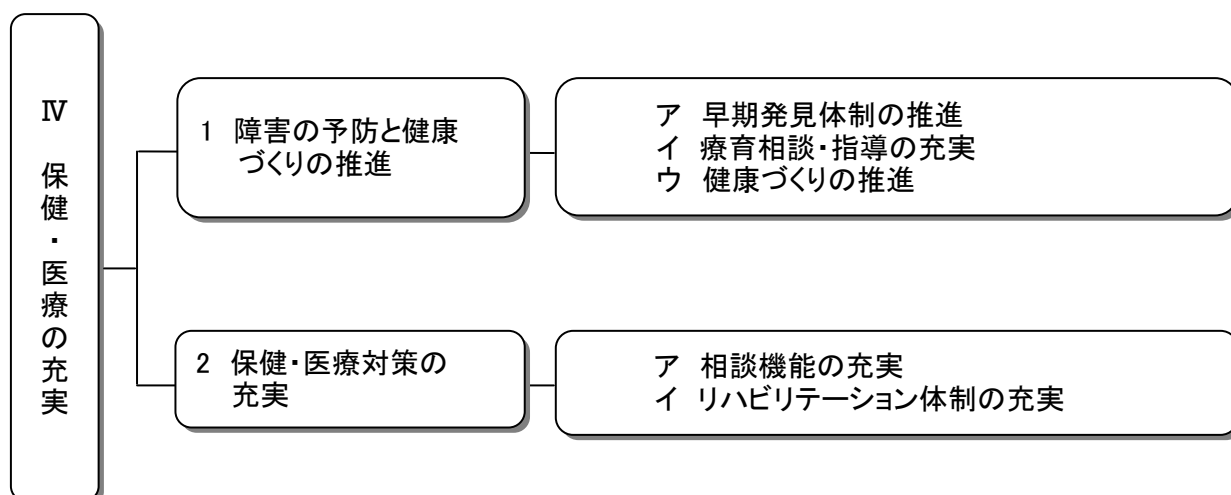 Ⅳ 保健・医療の充実
1 障害の予防と健康
づくりの推進
ア 早期発見体制の推進
イ 療育相談・指導の充実
ウ 健康づくりの推進
2 保健・医療対策の
充実
ア 相談機能の充実
イ リハビリテーション体制の充実